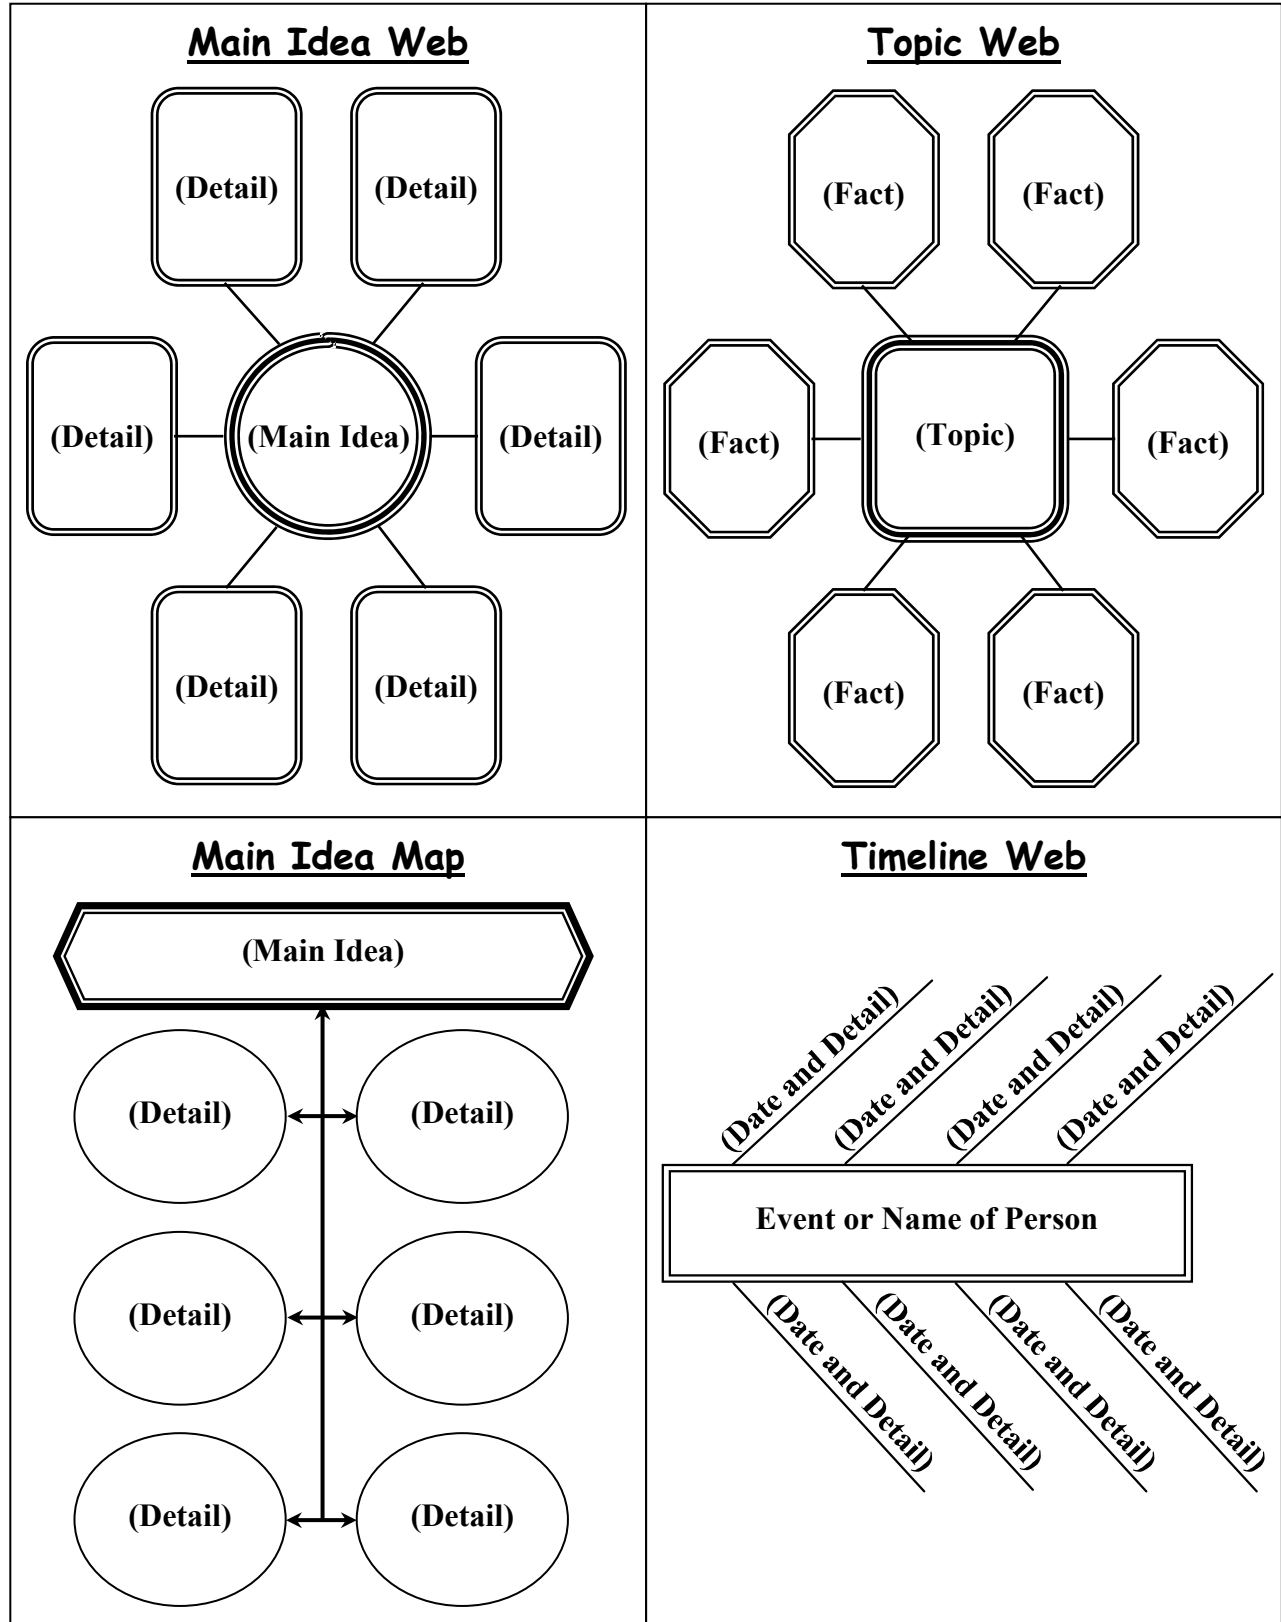 Main Idea Web
(Detail) (Detail)
(Detail) (Main Idea) (Detail)
(Detail) (Detail)
Topic Web
(Fact) (Fact)
(Fact) (Topic) (Fact)
(Fact) (Fact)
Main Idea Map
(Main Idea)
(Detail) (Detail)
(Detail) (Detail)
(Detail) (Detail)
Timeline Web
(Date and Detail)
(Date and Detail)
(Date and Detail)
(Date and Detail)
Event or Name of Person
(Date and Detail)
(Date and Detail)
(Date and Detail)
(Date and Detail)